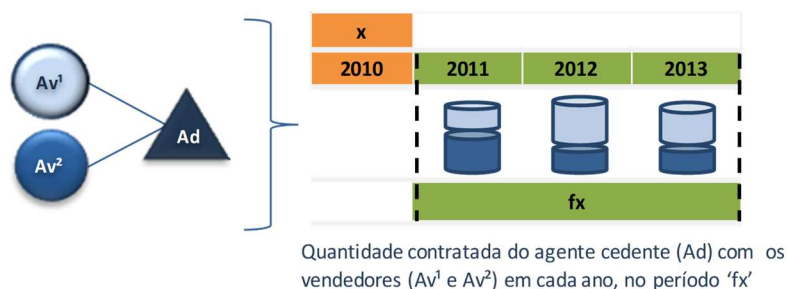 x
2010 2011 2012 2013
Av¹
Ad
Av²
fx
Quantidade contratada do agente cedente (Ad) com os
vendedores (Av¹ e Av²) em cada ano, no período ‘fx’